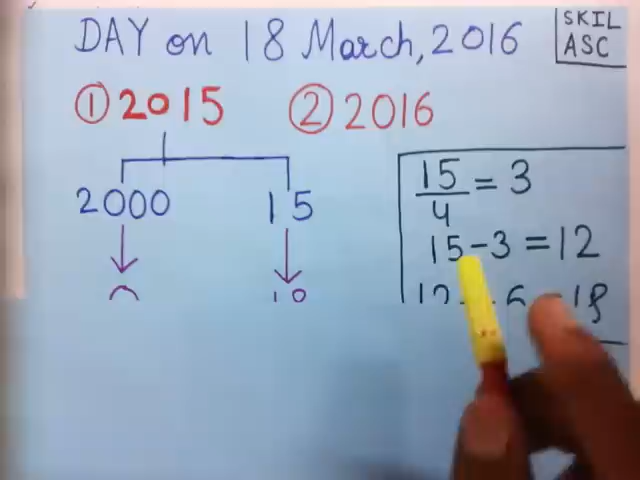 DAY on 18 March, 2016
SKIL
ASC
① 2015
② 2016
2000
15
15/4 = 3
15-3 = 12